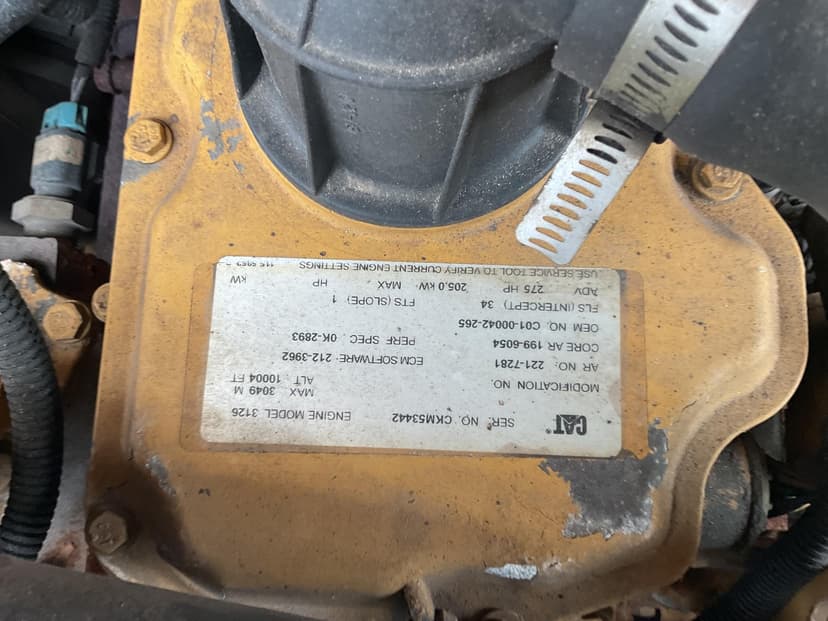 CAT® SER. NO. CKM53442 ENGINE MODEL 3126
MODIFICATION NO. MAX 3049 M
ALT. 10004 FT
AR NO. 221-7281 ECM SOFTWARE: 212-3962
CORE AR 199-6054 PERF SPEC. 0K-2893
OEM NO. C01-00042-265
FLS (INTERCEPT) 34 FTS (SLOPE) 1
ADV 275 HP 205.0 KW MAX HP KW
USE SERVICE TOOL TO VERIFY CURRENT ENGINE SETTINGS